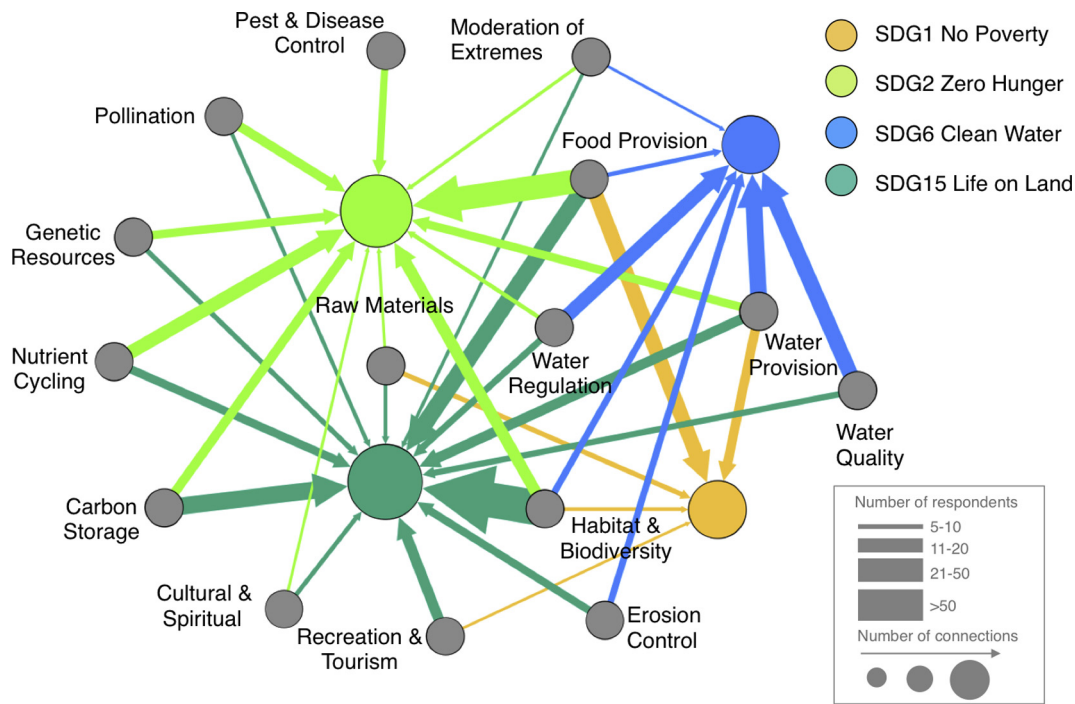 Pest & Disease
Control
Moderation of
Extremes
SDG1 No Poverty
SDG2 Zero Hunger
SDG6 Clean Water
SDG15 Life on Land
Pollination
Food Provision
Genetic
Resources
Raw Materials
Nutrient
Cycling
Water
Regulation
Water
Provision
Water
Quality
Carbon
Storage
Habitat &
Biodiversity
Cultural &
Spiritual
Recreation &
Tourism
Erosion
Control
Number of respondents
5-10
11-20
21-50
>50
Number of connections